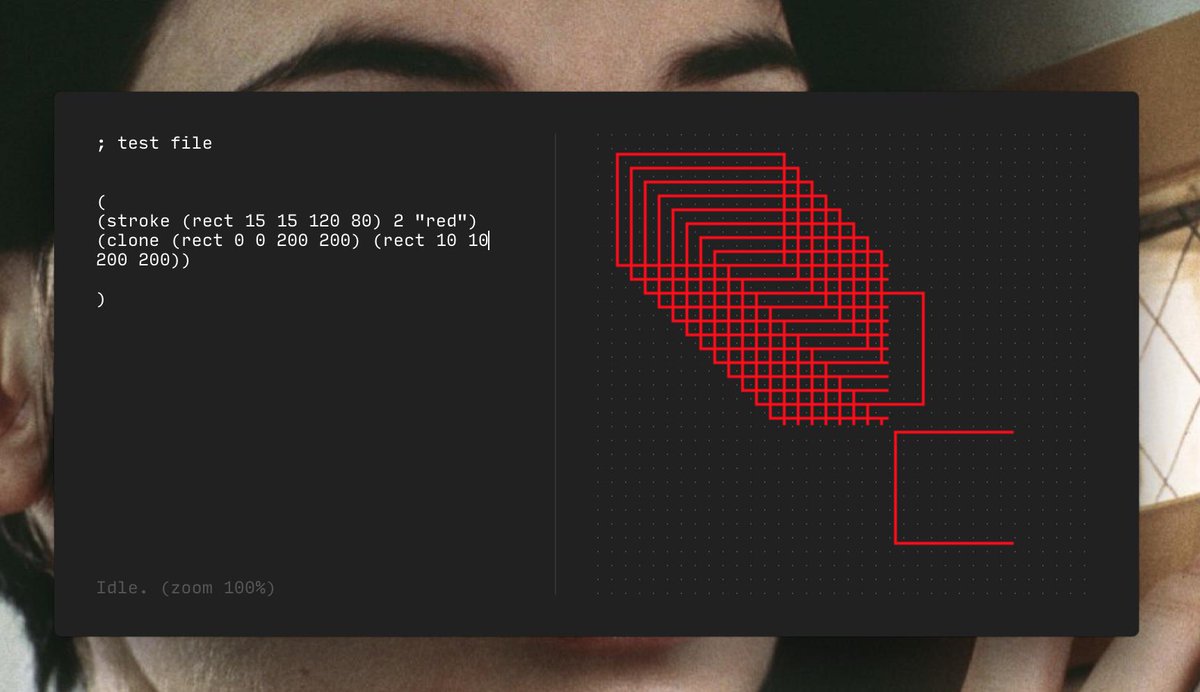 ; test file
(
(stroke (rect 15 15 120 80) 2 "red")
(clone (rect 0 0 200 200) (rect 10 10
200 200))
)
Idle. (zoom 100%)